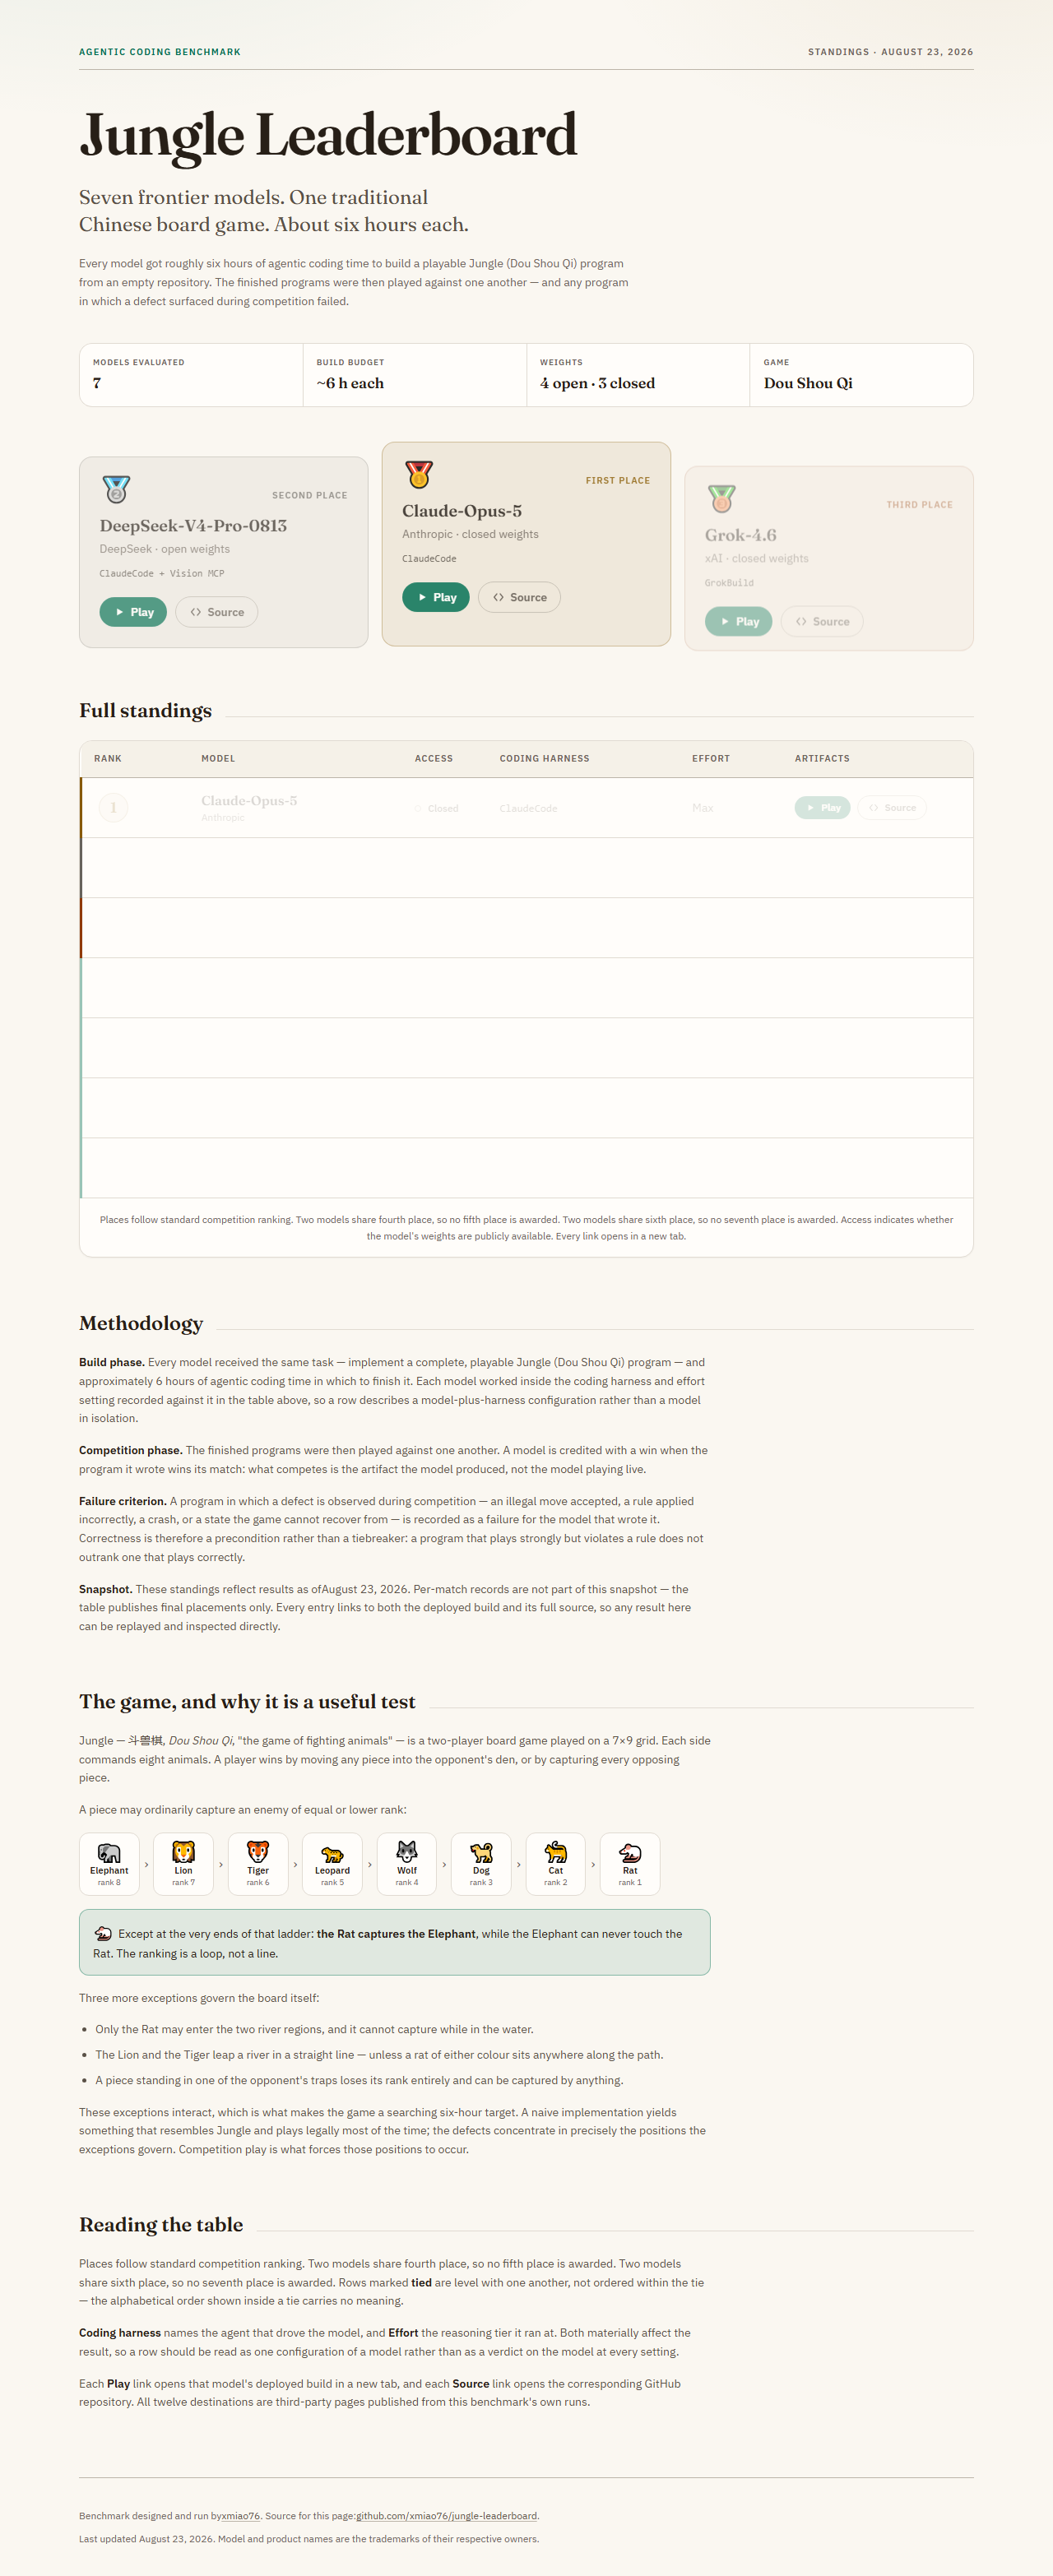 AGENTIC CODING BENCHMARK
STANDINGS · AUGUST 23, 2026
Jungle Leaderboard
Seven frontier models. One traditional
Chinese board game. About six hours each.
Every model got roughly six hours of agentic coding time to build a playable Jungle (Dou Shou Qi) program
from an empty repository. The finished programs were then played against one another — and any program
in which a defect surfaced during competition failed.
MODELS EVALUATED
7
BUILD BUDGET
~6 h each
WEIGHTS
4 open · 3 closed
GAME
Dou Shou Qi
2
SECOND PLACE
DeepSeek-V4-Pro-0813
DeepSeek · open weights
ClaudeCode + Vision MCP
Play
Source
1
FIRST PLACE
Claude-Opus-5
Anthropic · closed weights
ClaudeCode
Play
Source
3
THIRD PLACE
Grok-4.6
xAI · closed weights
GrokBuild
Play
Source
Full standings
RANK MODEL ACCESS CODING HARNESS EFFORT ARTIFACTS
1 Claude-Opus-5 Closed ClaudeCode Max Play Source
Anthropic
Places follow standard competition ranking. Two models share fourth place, so no fifth place is awarded. Two models share sixth place, so no seventh place is awarded. Access indicates whether
the model's weights are publicly available. Every link opens in a new tab.
Methodology
Build phase. Every model received the same task — implement a complete, playable Jungle (Dou Shou Qi) program — and
approximately 6 hours of agentic coding time in which to finish it. Each model worked inside the coding harness and effort
setting recorded against it in the table above, so a row describes a model-plus-harness configuration rather than a model
in isolation.
Competition phase. The finished programs were then played against one another. A model is credited with a win when the
program it wrote wins its match: what competes is the artifact the model produced, not the model playing live.
Failure criterion. A program in which a defect is observed during competition — an illegal move accepted, a rule applied
incorrectly, a crash, or a state the game cannot recover from — is recorded as a failure for the model that wrote it.
Correctness is therefore a precondition rather than a tiebreaker: a program that plays strongly but violates a rule does not
outrank one that plays correctly.
Snapshot. These standings reflect results as ofAugust 23, 2026. Per-match records are not part of this snapshot — the
table publishes final placements only. Every entry links to both the deployed build and its full source, so any result here
can be replayed and inspected directly.
The game, and why it is a useful test
Jungle — 斗兽棋, Dou Shou Qi, "the game of fighting animals" — is a two-player board game played on a 7×9 grid. Each side
commands eight animals. A player wins by moving any piece into the opponent's den, or by capturing every opposing
piece.
A piece may ordinarily capture an enemy of equal or lower rank:
Elephant › Lion › Tiger › Leopard › Wolf › Dog › Cat › Rat
rank 8 rank 7 rank 6 rank 5 rank 4 rank 3 rank 2 rank 1
Except at the very ends of that ladder: the Rat captures the Elephant, while the Elephant can never touch the
Rat. The ranking is a loop, not a line.
Three more exceptions govern the board itself:
• Only the Rat may enter the two river regions, and it cannot capture while in the water.
• The Lion and the Tiger leap a river in a straight line — unless a rat of either colour sits anywhere along the path.
• A piece standing in one of the opponent's traps loses its rank entirely and can be captured by anything.
These exceptions interact, which is what makes the game a searching six-hour target. A naive implementation yields
something that resembles Jungle and plays legally most of the time; the defects concentrate in precisely the positions the
exceptions govern. Competition play is what forces those positions to occur.
Reading the table
Places follow standard competition ranking. Two models share fourth place, so no fifth place is awarded. Two models
share sixth place, so no seventh place is awarded. Rows marked tied are level with one another, not ordered within the tie
— the alphabetical order shown inside a tie carries no meaning.
Coding harness names the agent that drove the model, and Effort the reasoning tier it ran at. Both materially affect the
result, so a row should be read as one configuration of a model rather than as a verdict on the model at every setting.
Each Play link opens that model's deployed build in a new tab, and each Source link opens the corresponding GitHub
repository. All twelve destinations are third-party pages published from this benchmark's own runs.
Benchmark designed and run byxmiao76. Source for this page:github.com/xmiao76/jungle-leaderboard.
Last updated August 23, 2026. Model and product names are the trademarks of their respective owners.